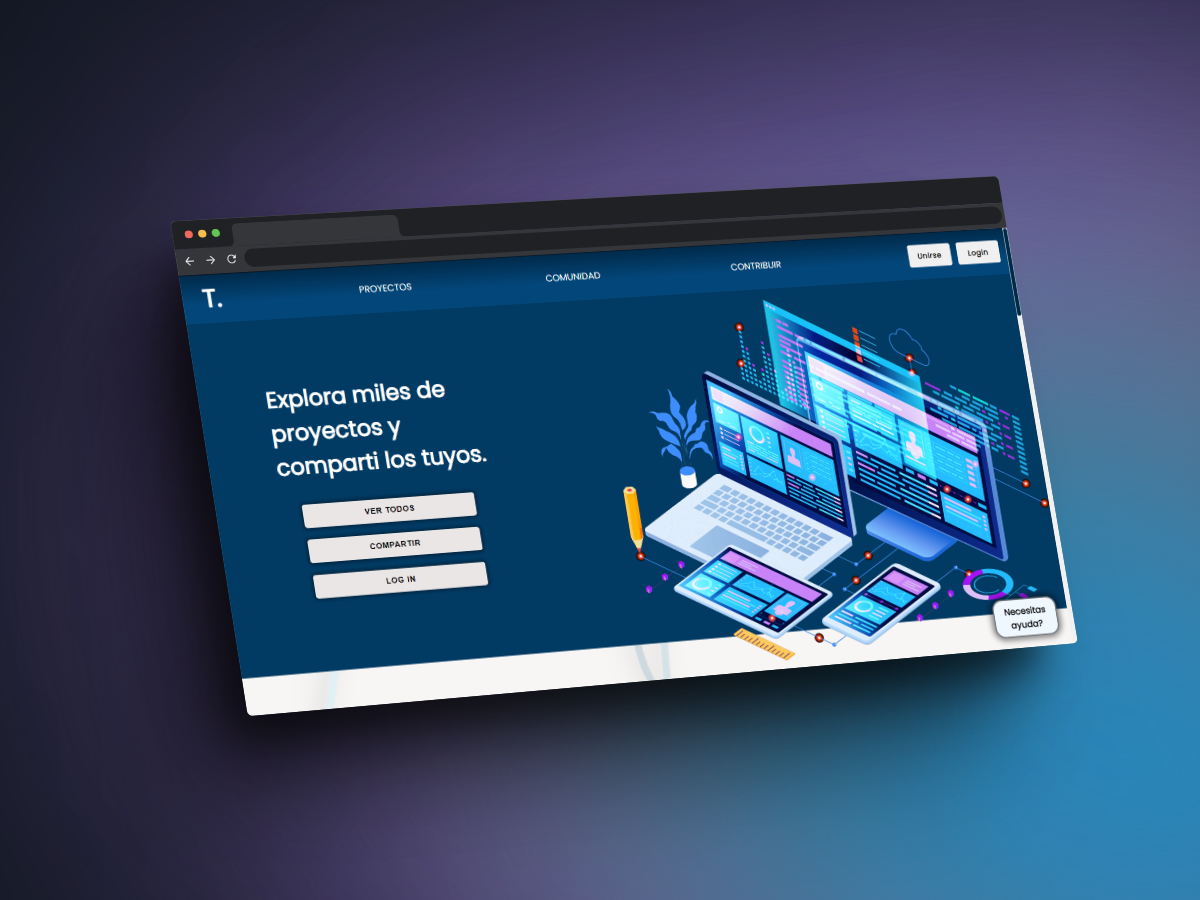 T.
PROYECTOS
COMUNIDAD
CONTRIBUIR
Unirse
Login
Explora miles de
proyectos y
comparti los tuyos.
VER TODOS
COMPARTIR
LOG IN
Necesitas
ayuda?